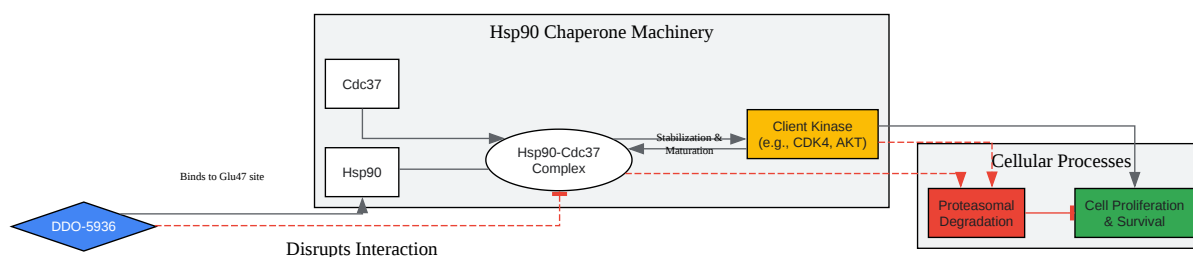 Hsp90 Chaperone Machinery
Cdc37
Hsp90
Hsp90-Cdc37
Complex
Stabilization &
Maturation
Client Kinase
(e.g., CDK4, AKT)
Cellular Processes
Proteasomal
Degradation
Cell Proliferation
& Survival
Binds to Glu47 site
DDO-5936
Disrupts Interaction